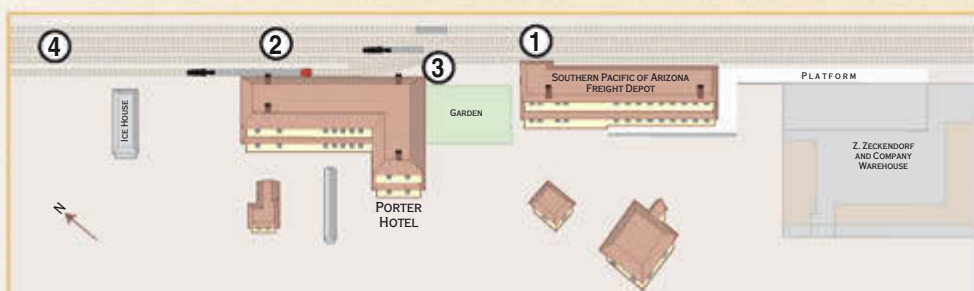 4
2
1
3
SOUTHERN PACIFIC OF ARIZONA
FREIGHT DEPOT
PLATFORM
ICE HOUSE
GARDEN
Z. ZECKENDORF
AND COMPANY
WAREHOUSE
PORTER
HOTEL
N